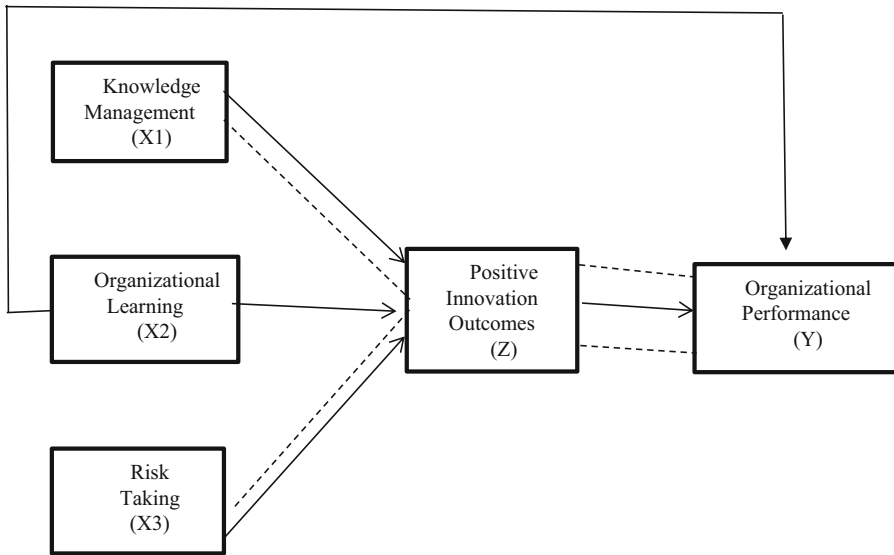 Knowledge
Management
(X1)
Organizational
Learning
(X2)
Risk
Taking
(X3)
Positive
Innovation
Outcomes
(Z)
Organizational
Performance
(Y)